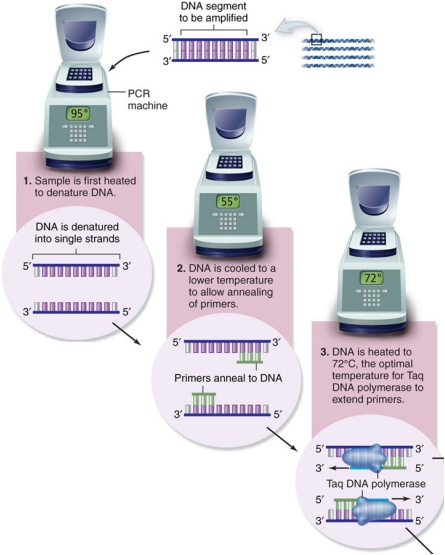 DNA segment
to be amplified
5′ 3′
3′ 5′
PCR
machine
95°
1. Sample is first heated
to denature DNA.
DNA is denatured
into single strands
5′ 3′
3′ 5′
55°
2. DNA is cooled to a
lower temperature
to allow annealing
of primers.
5′ 3′
Primers anneal to DNA
3′ 5′
72°
3. DNA is heated to
72°C, the optimal
temperature for Taq
DNA polymerase to
extend primers.
5′ 3′
3′ 5′
Taq DNA polymerase
5′ 3′
3′ 5′